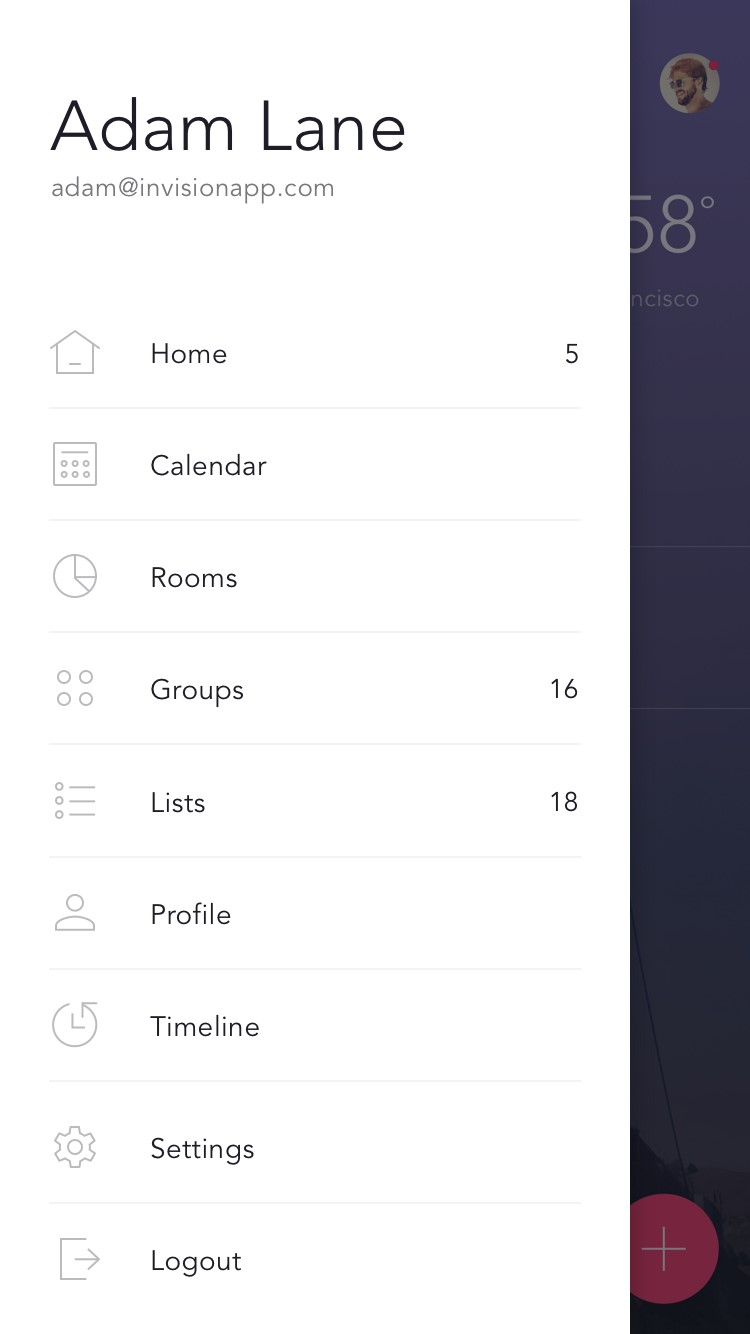 Adam Lane
adam@invisionapp.com
58°
ncisco
Home 5
Calendar
Rooms
Groups 16
Lists 18
Profile
Timeline
Settings
Logout